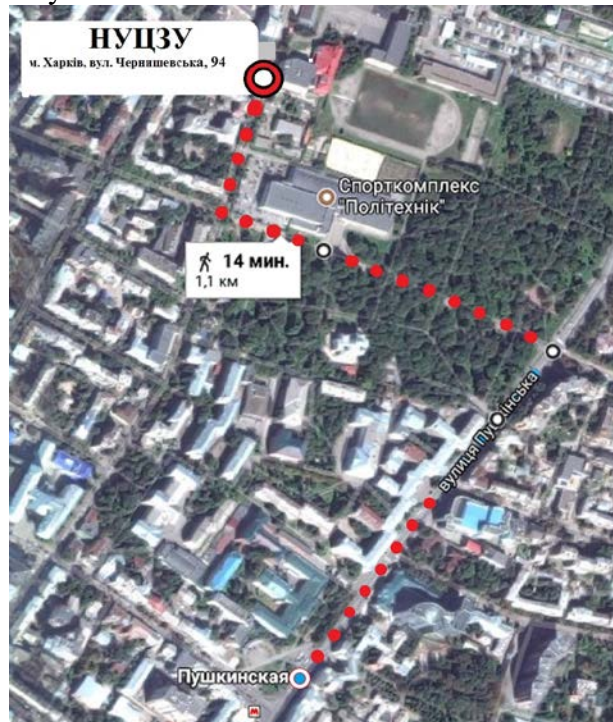 НУЦЗУ
м. Харків, вул. Чернишевська, 94
Спорткомплекс
"Політехнік"
14 мин.
1,1 км
вулиця Пушкінська
Пушкинская
М